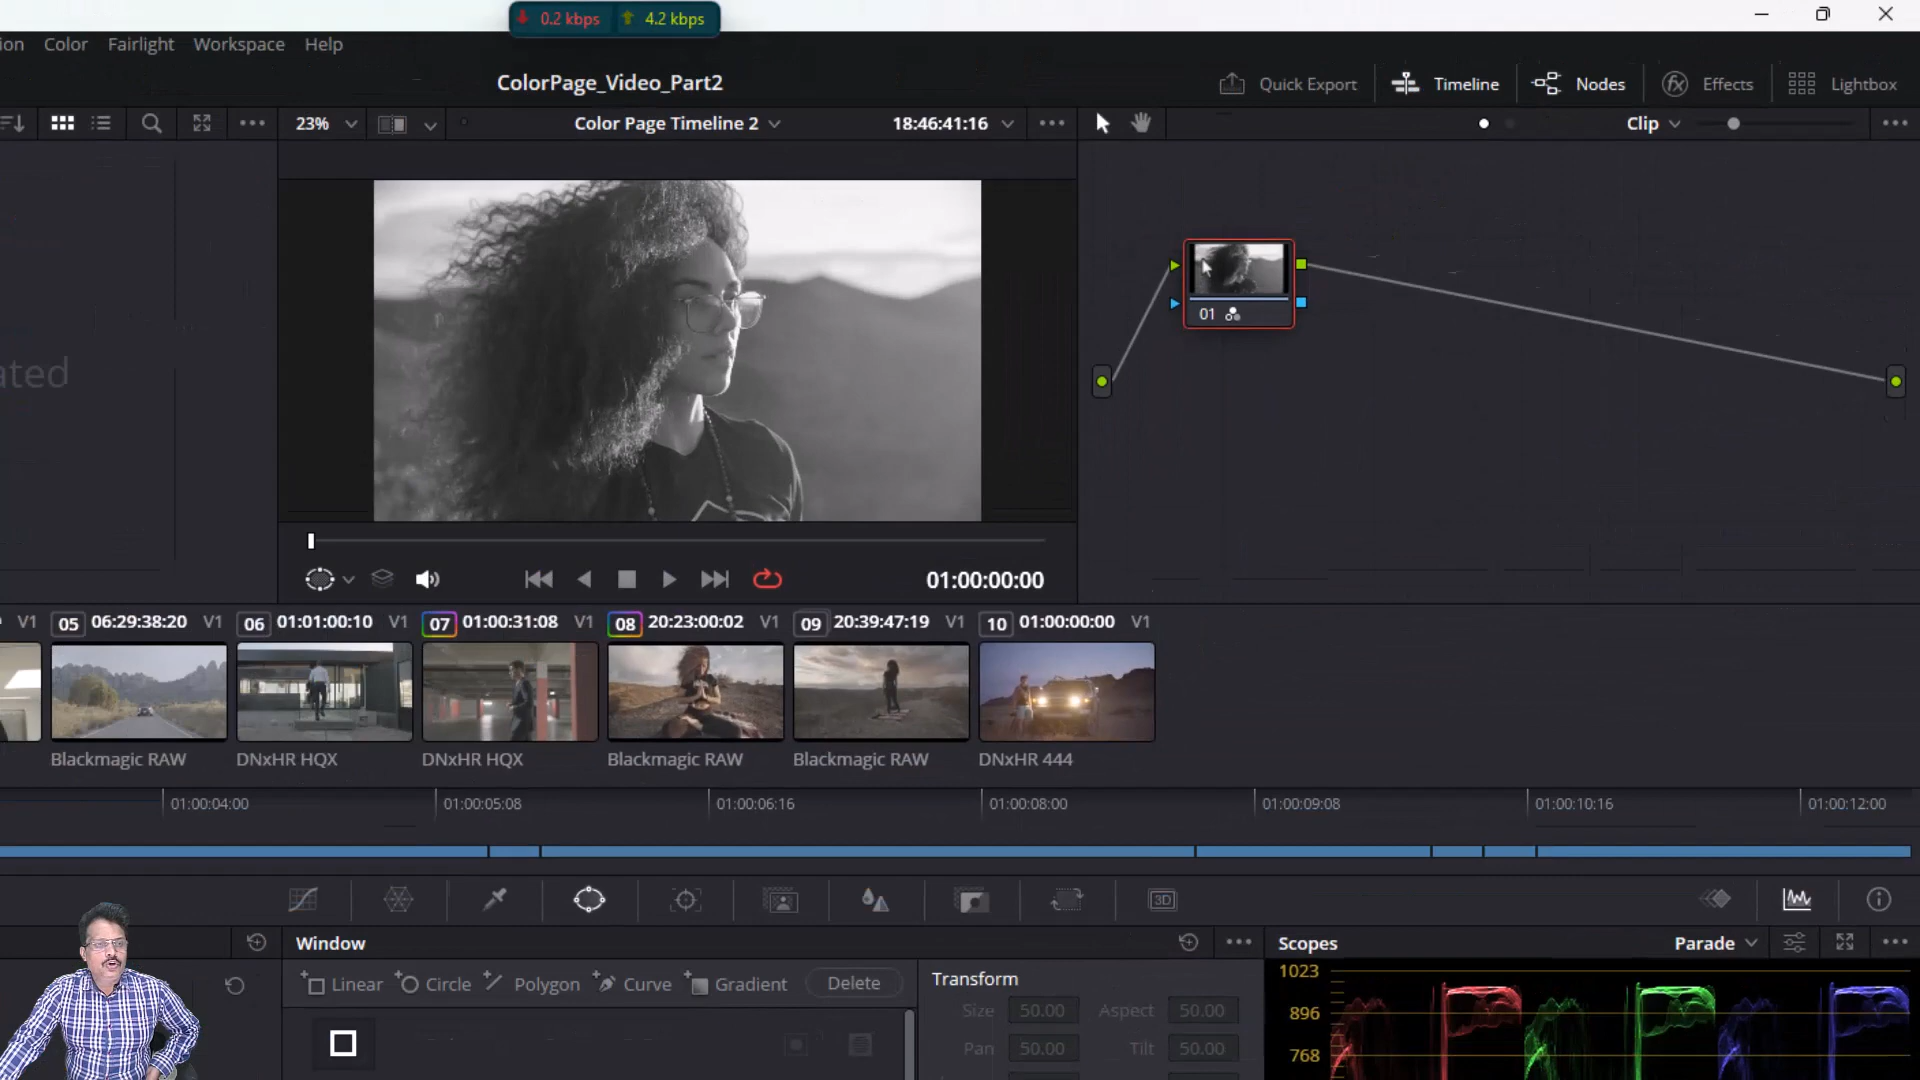 0.2 kbps 4.2 kbps
ion Color Fairlight Workspace Help
ColorPage_Video_Part2
Quick Export Timeline Nodes Effects Lightbox
23% Color Page Timeline 2 18:46:41:16 Clip
ated
01
01:00:00:00
V1 05 06:29:38:20 V1 06 01:01:00:10 V1 07 01:00:31:08 V1 08 20:23:00:02 V1 09 20:39:47:19 V1 10 01:00:00:00 V1
Blackmagic RAW DNxHR HQX DNxHR HQX Blackmagic RAW Blackmagic RAW DNxHR 444
01:00:04:00 01:00:05:08 01:00:06:16 01:00:08:00 01:00:09:08 01:00:10:16 01:00:12:00
3D
Window Scopes Parade
Linear Circle Polygon Curve Gradient Delete
Transform
Size 50.00 Aspect 50.00
Pan 50.00 Tilt 50.00
1023
896
768